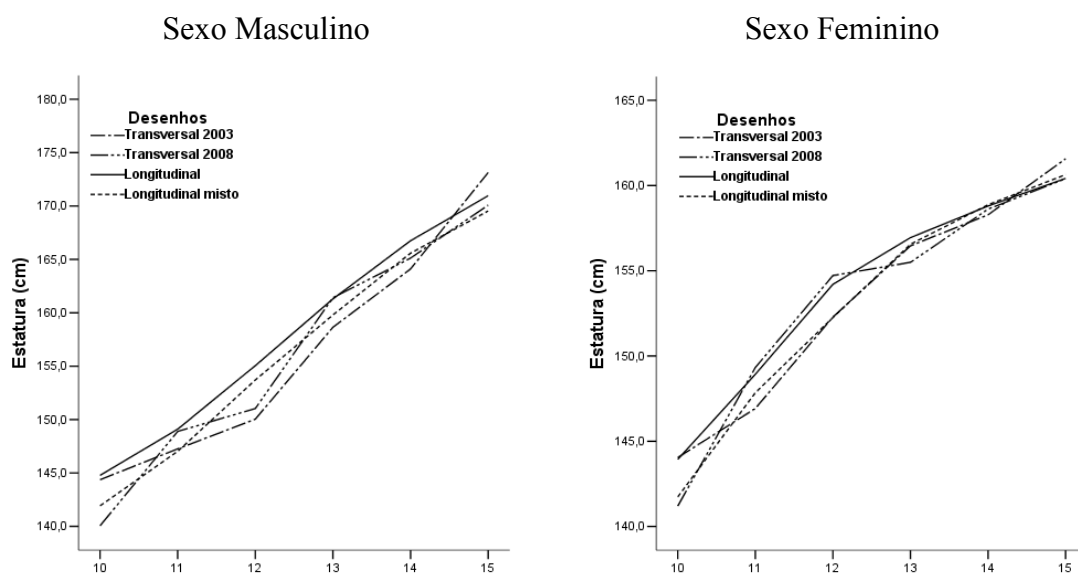 Sexo Masculino
180,0
175,0
170,0
165,0
160,0
155,0
150,0
145,0
140,0
Estatura (cm)
Desenhos
Transversal 2003
Transversal 2008
Longitudinal
Longitudinal misto
10 11 12 13 14 15
Sexo Feminino
165,0
160,0
155,0
150,0
145,0
140,0
Estatura (cm)
Desenhos
Transversal 2003
Transversal 2008
Longitudinal
Longitudinal misto
10 11 12 13 14 15